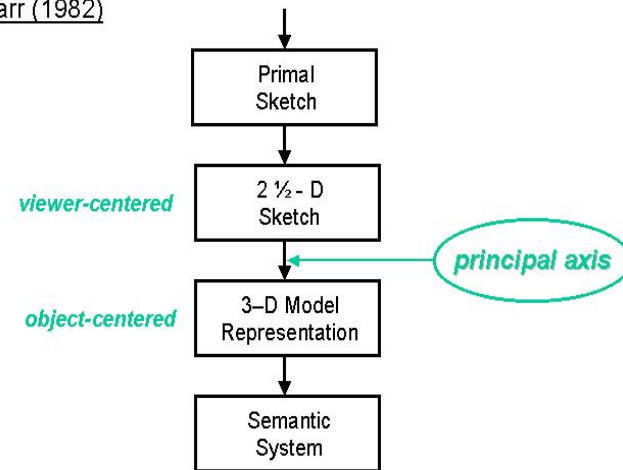 arr (1982)
Primal
Sketch
viewer-centered
2 ½ - D
Sketch
principal axis
object-centered
3–D Model
Representation
Semantic
System